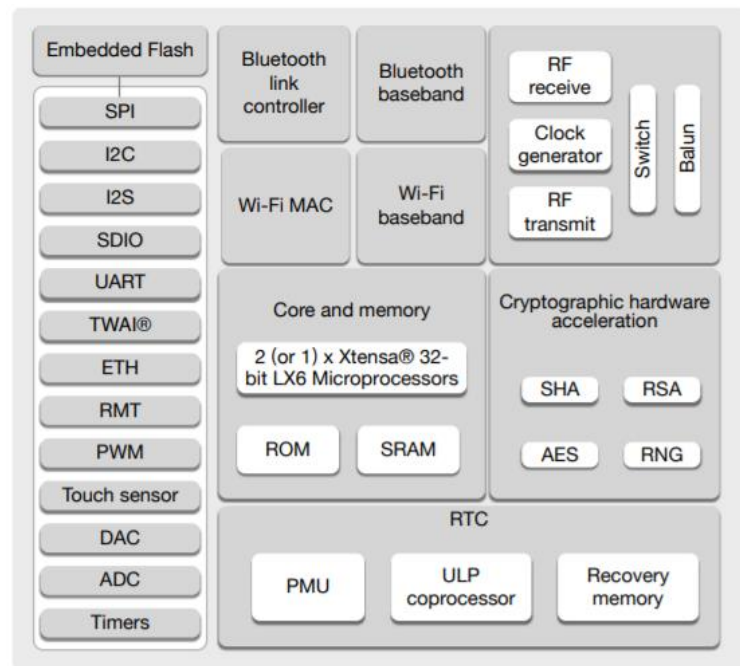 Embedded Flash
SPI
I2C
I2S
SDIO
UART
TWAI®
ETH
RMT
PWM
Touch sensor
DAC
ADC
Timers
Bluetooth
link
controller
Bluetooth
baseband
Wi-Fi MAC
Wi-Fi
baseband
RF
receive
Clock
generator
RF
transmit
Switch
Balun
Core and memory
2 (or 1) x Xtensa® 32-
bit LX6 Microprocessors
ROM
SRAM
Cryptographic hardware
acceleration
SHA
RSA
AES
RNG
RTC
PMU
ULP
coprocessor
Recovery
memory